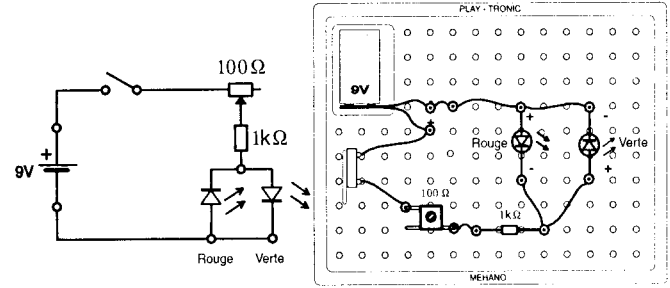 100Ω
1kΩ
+
9V
Rouge Verte
PLAY - TRONIC
9V
+
+
-
Rouge
Verte
-
+
100 Ω
1kΩ
MEHANO